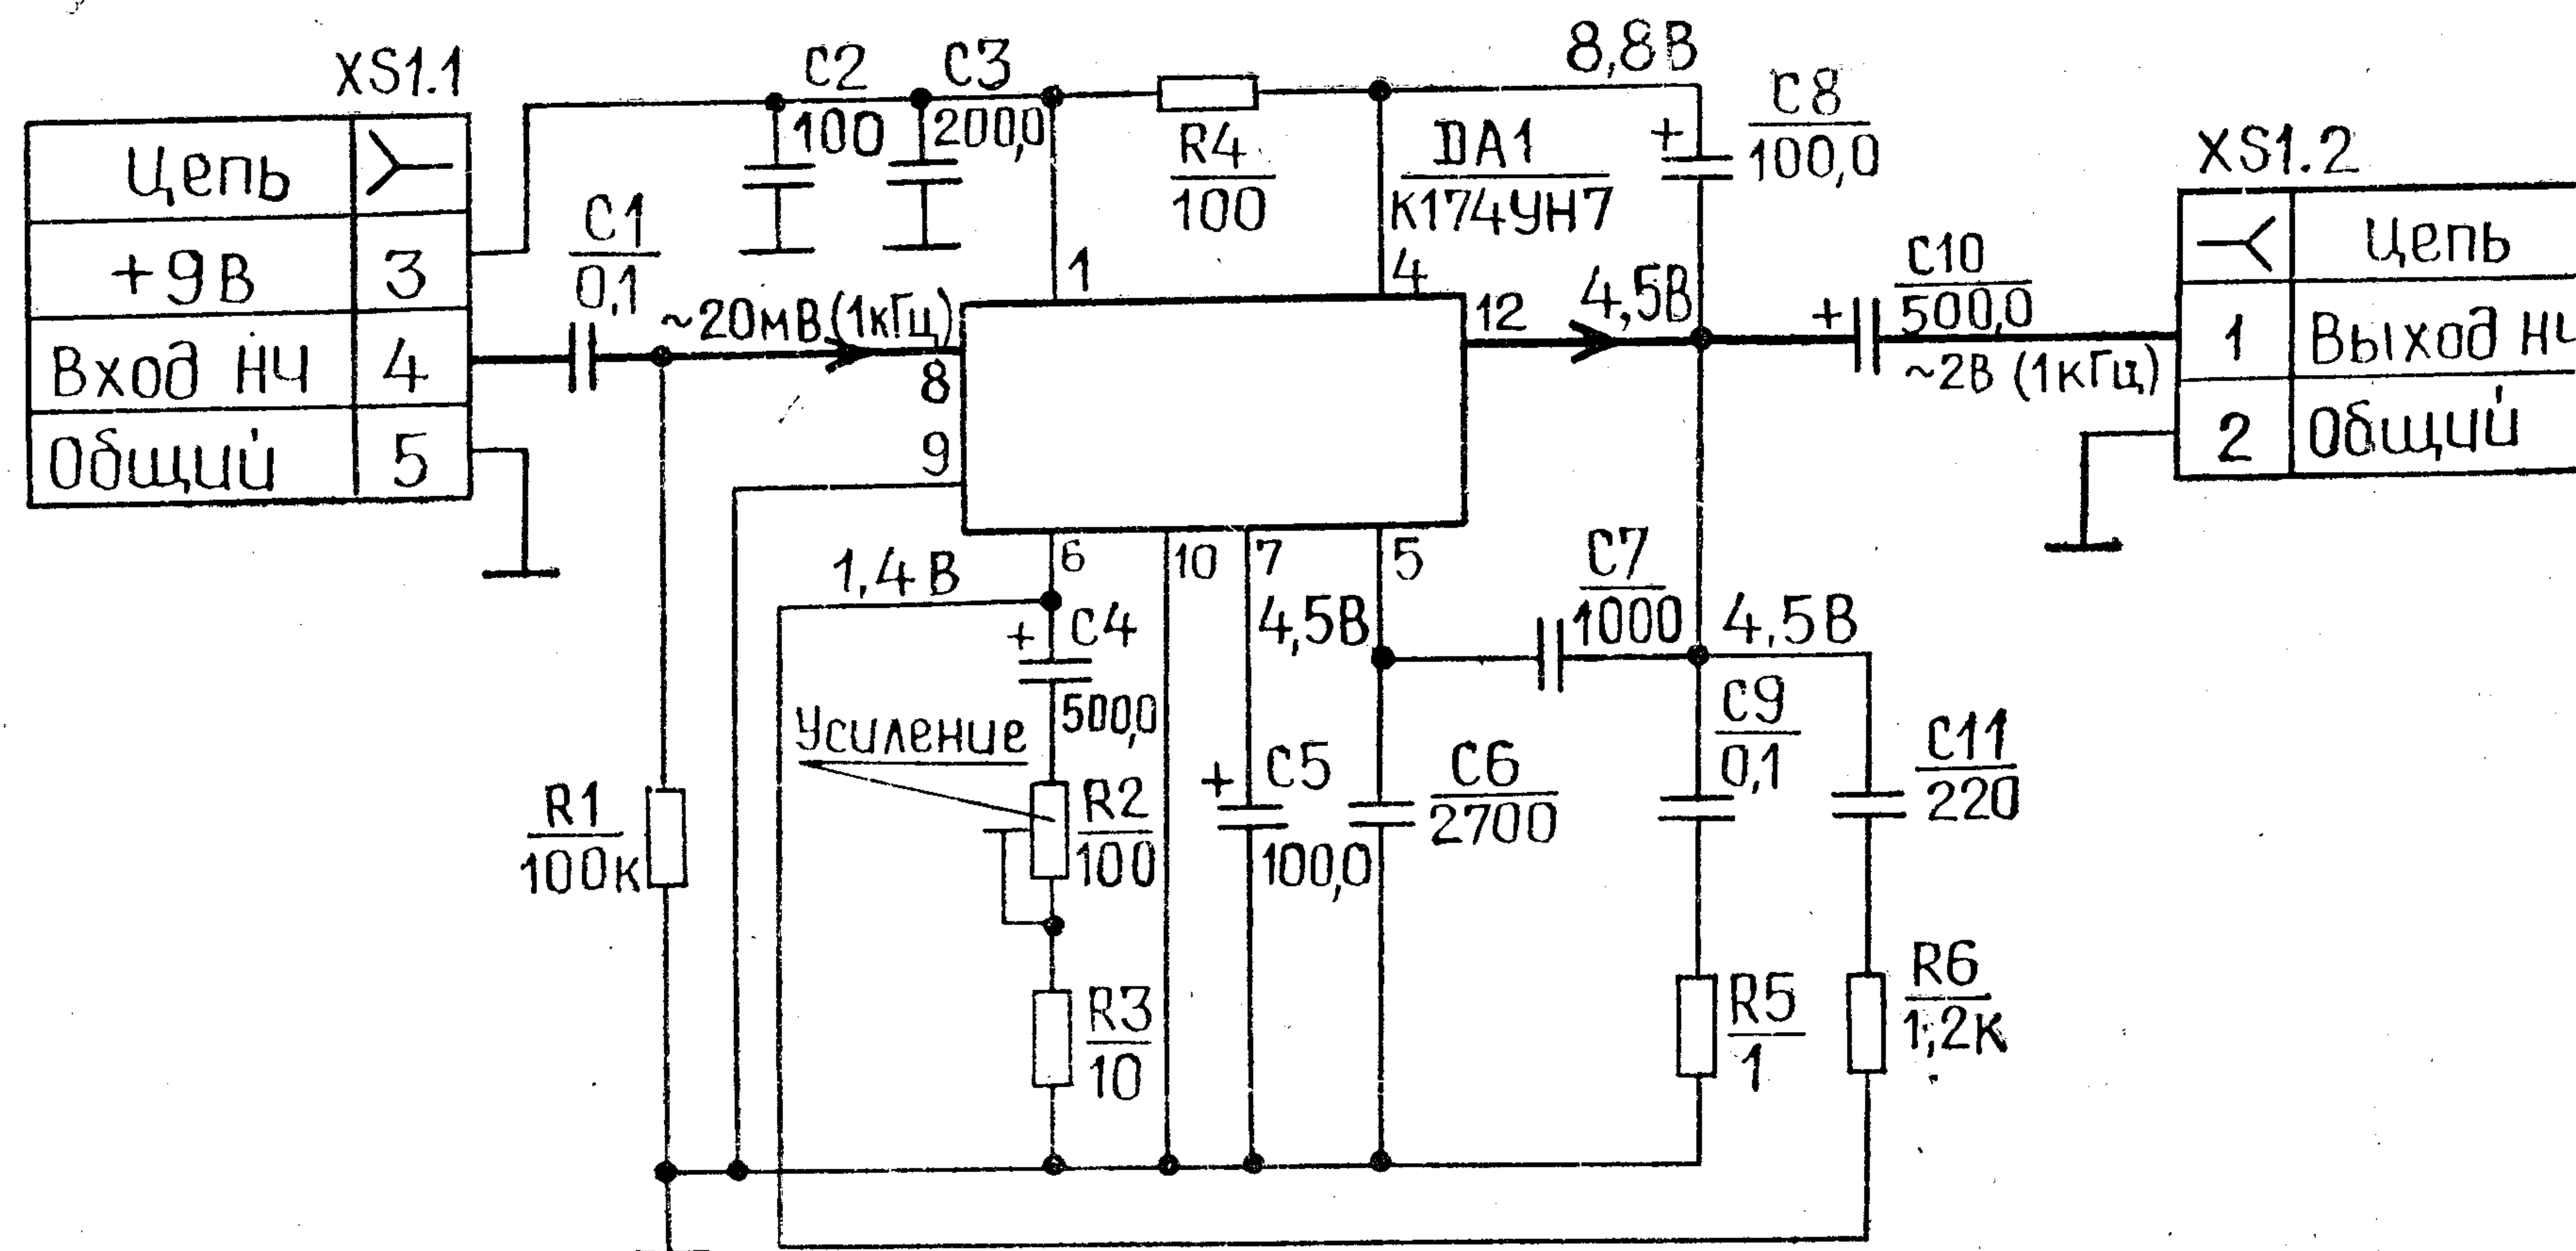 XS1.1
Цепь
+9В 3
Вход НЧ 4
Общий 5
C1
0,1
~20мВ (1кГц)
C2
100
C3
200,0
R4
100
DA1
К174УН7
8,8В
C8
100,0
1
4
8
9
12
4,5В
C10
500,0
~2В (1кГц)
XS1.2
Цепь
1 Выход НЧ
2 Общий
6
10
7
5
1,4В
4,5В
C4
500,0
Усиление
R2
100
R3
10
R1
100к
C5
100,0
C6
2700
C7
1000
4,5В
C9
0,1
C11
220
R5
1
R6
1,2к